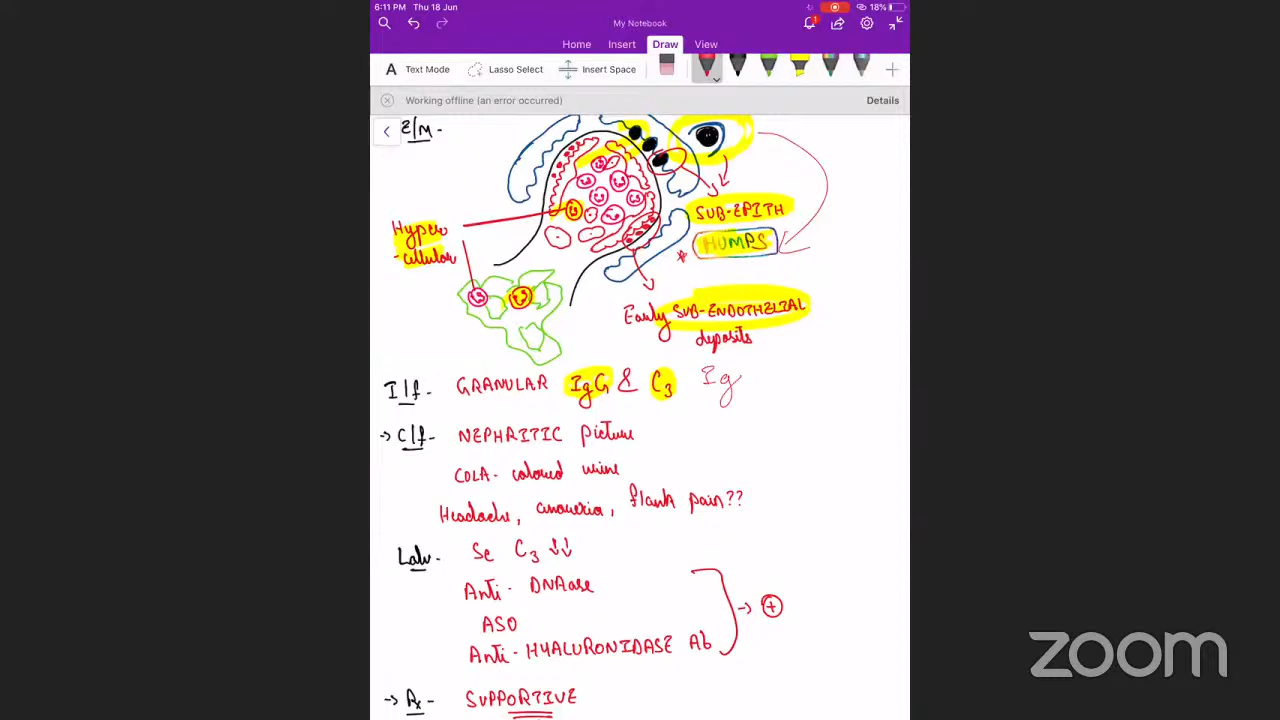 6:11 PM Thu 18 Jun
18%
My Notebook
Home Insert Draw View
A Text Mode Lasso Select Insert Space
Working offline (an error occurred) Details
E/M-
SUB-EPITH
HUMPS
*
Hyper
-cellular
Early SUB-ENDOTHELIAL
deposits
I/f - GRANULAR IgG & C3 Ig
→ C/f - NEPHRITIC picture
COLA - coloured urine
Headache, anorexia, flank pain??
Lab - Se C3 ↓↓
Anti - DNAase
ASO
Anti - HYALURONIDASE Ab
→ +
→ Rx - SUPPORTIVE
zoom